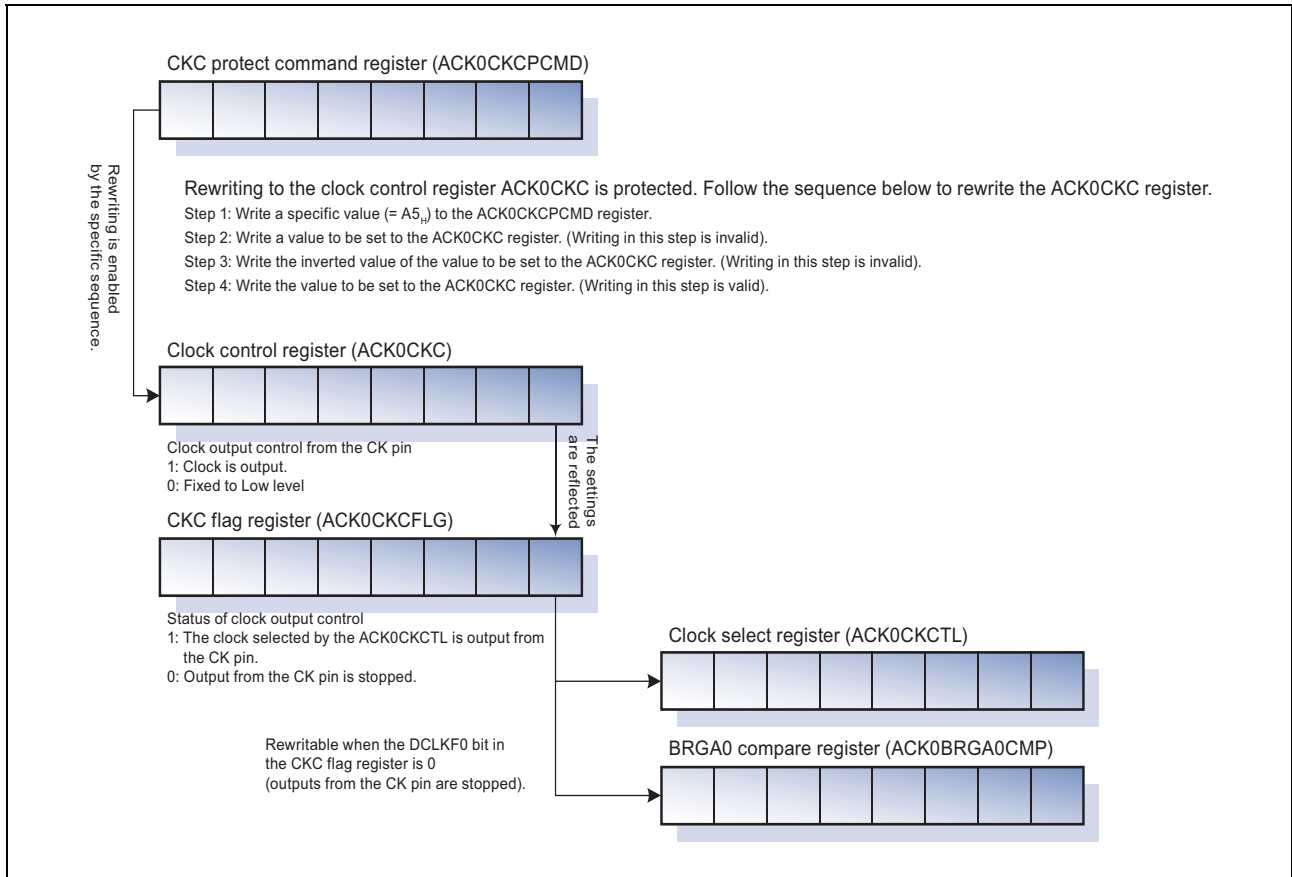 CKC protect command register (ACK0CKCPCMD)
Rewriting is enabled
by the specific sequence.
Rewriting to the clock control register ACK0CKC is protected. Follow the sequence below to rewrite the ACK0CKC register.
Step 1: Write a specific value (= A5H) to the ACK0CKCPCMD register.
Step 2: Write a value to be set to the ACK0CKC register. (Writing in this step is invalid).
Step 3: Write the inverted value of the value to be set to the ACK0CKC register. (Writing in this step is invalid).
Step 4: Write the value to be set to the ACK0CKC register. (Writing in this step is valid).
Clock control register (ACK0CKC)
Clock output control from the CK pin
1: Clock is output.
0: Fixed to Low level
The settings
are reflected
CKC flag register (ACK0CKCFLG)
Status of clock output control
1: The clock selected by the ACK0CKCTL is output from
the CK pin.
0: Output from the CK pin is stopped.
Clock select register (ACK0CKCTL)
Rewritable when the DCLKF0 bit in
the CKC flag register is 0
(outputs from the CK pin are stopped).
BRGA0 compare register (ACK0BRGA0CMP)